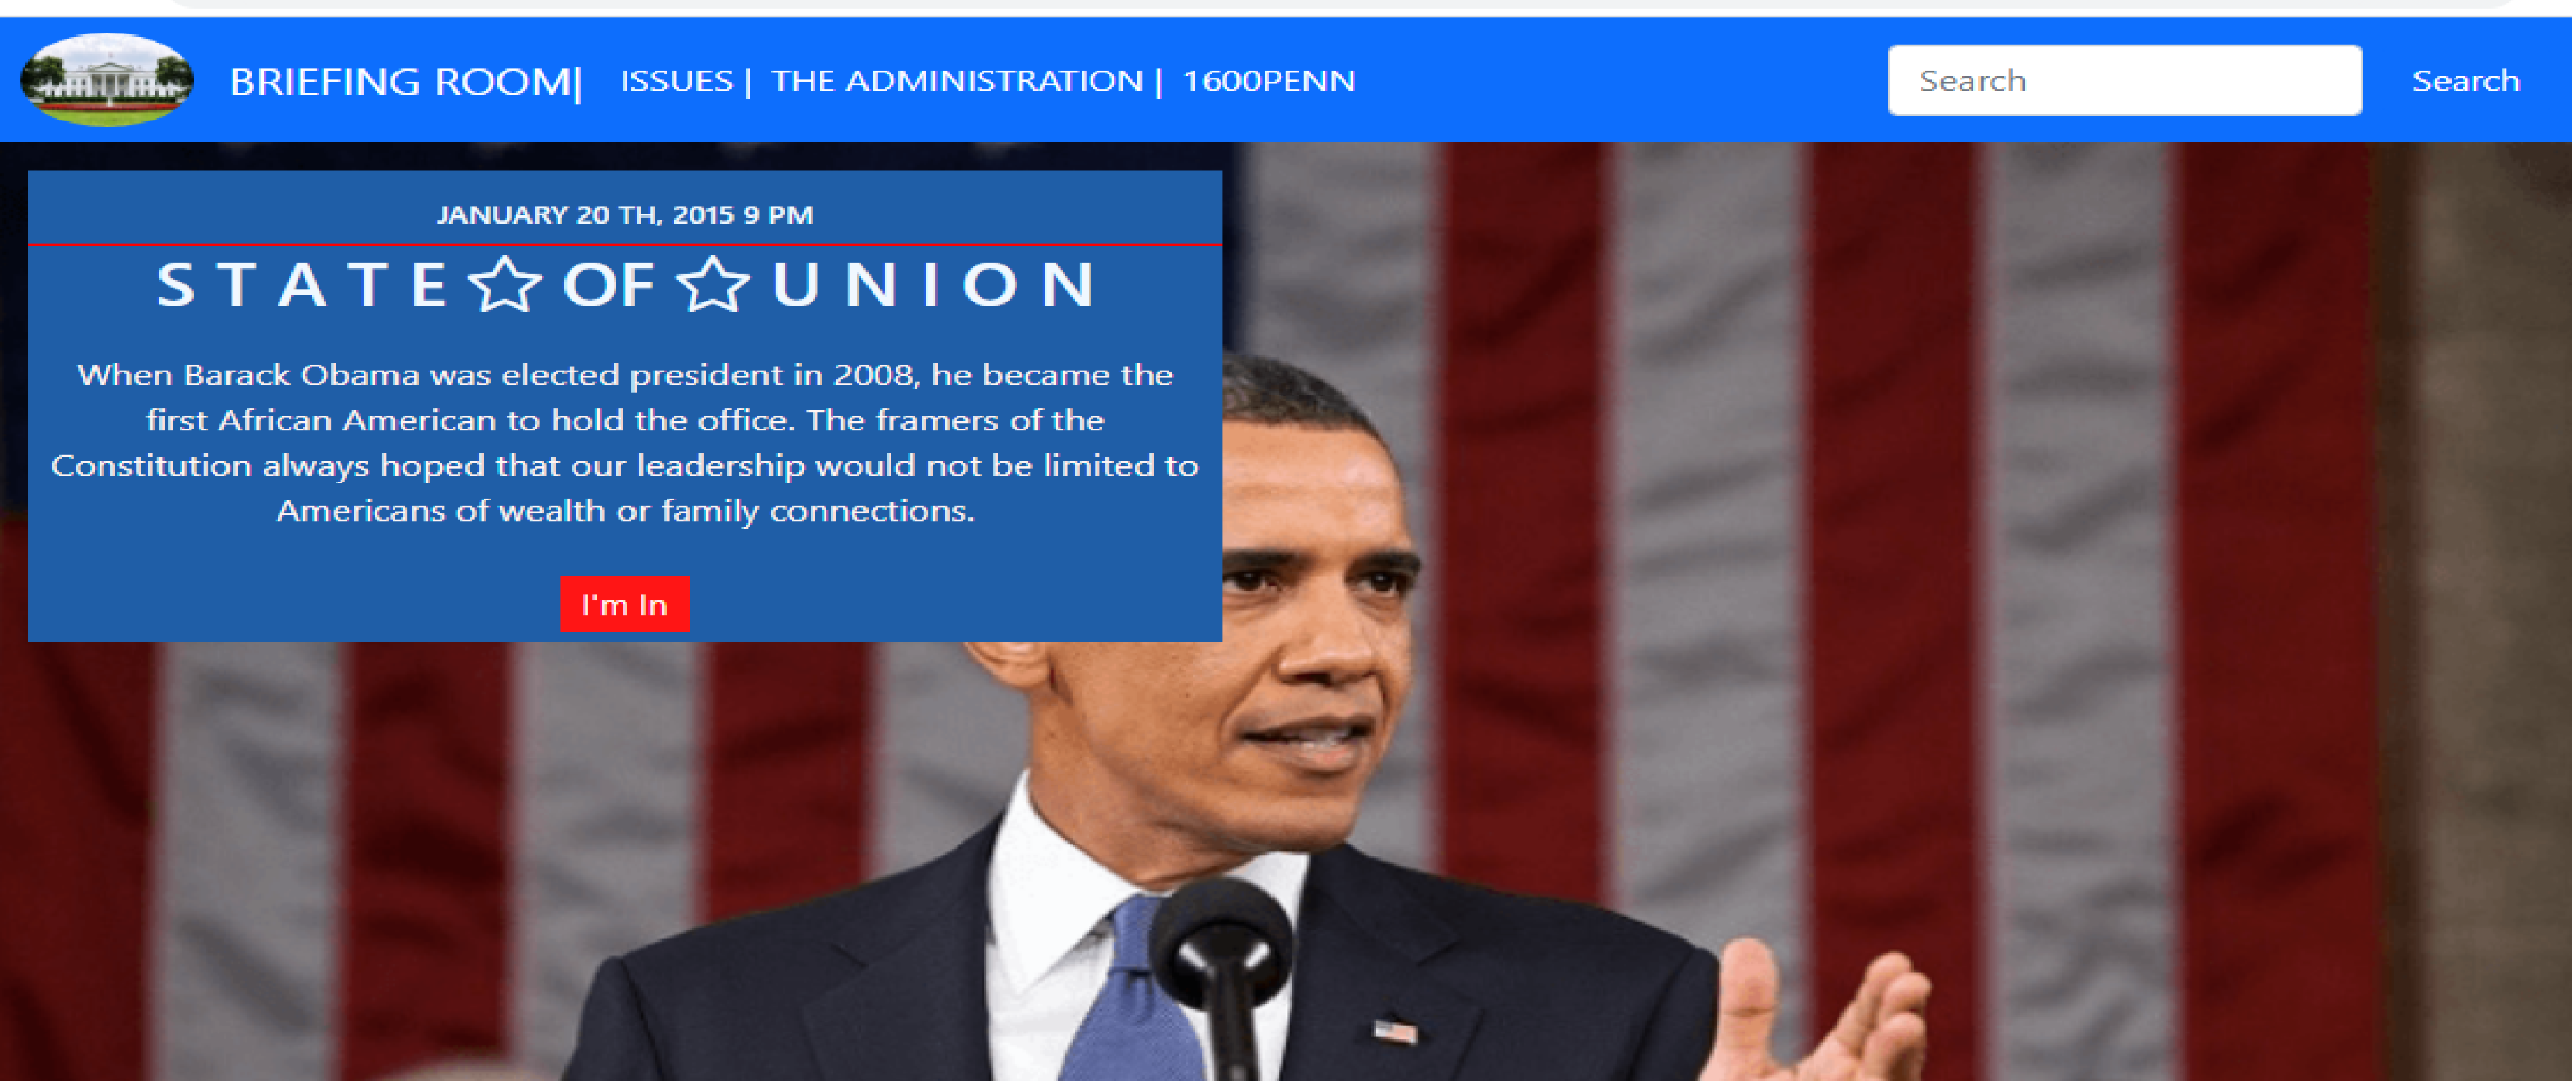 BRIEFING ROOM| ISSUES | THE ADMINISTRATION | 1600PENN Search Search
JANUARY 20 TH, 2015 9 PM
STATE☆OF☆UNION
When Barack Obama was elected president in 2008, he became the
first African American to hold the office. The framers of the
Constitution always hoped that our leadership would not be limited to
Americans of wealth or family connections.
I'm In